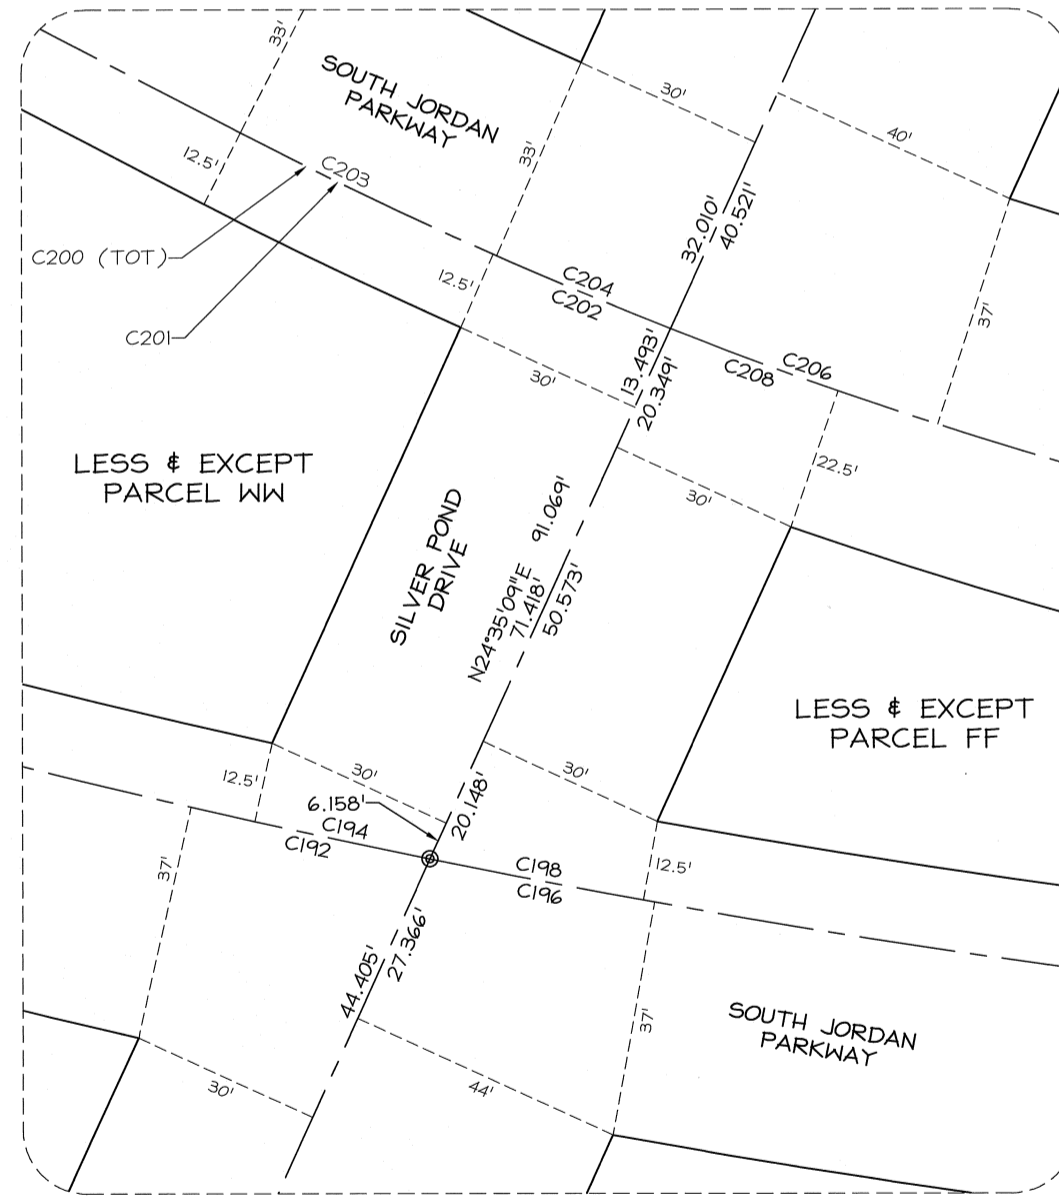 33'
SOUTH JORDAN
PARKWAY
30'
40'
12.5'
C203
33'
32.010'
40.521'
C200 (TOT)
12.5'
C204
C202
37'
C201
13.493'
20.349'
C206
C208
30'
LESS & EXCEPT
PARCEL WW
22.5'
30'
SILVER POND
DRIVE
N24°35'09"E 91.069'
71.418'
50.573'
LESS & EXCEPT
PARCEL FF
12.5'
30'
30'
6.158'
20.148'
C194
C192
37'
C198
C196
12.5'
44.405'
27.366'
37'
SOUTH JORDAN
PARKWAY
30'
44'